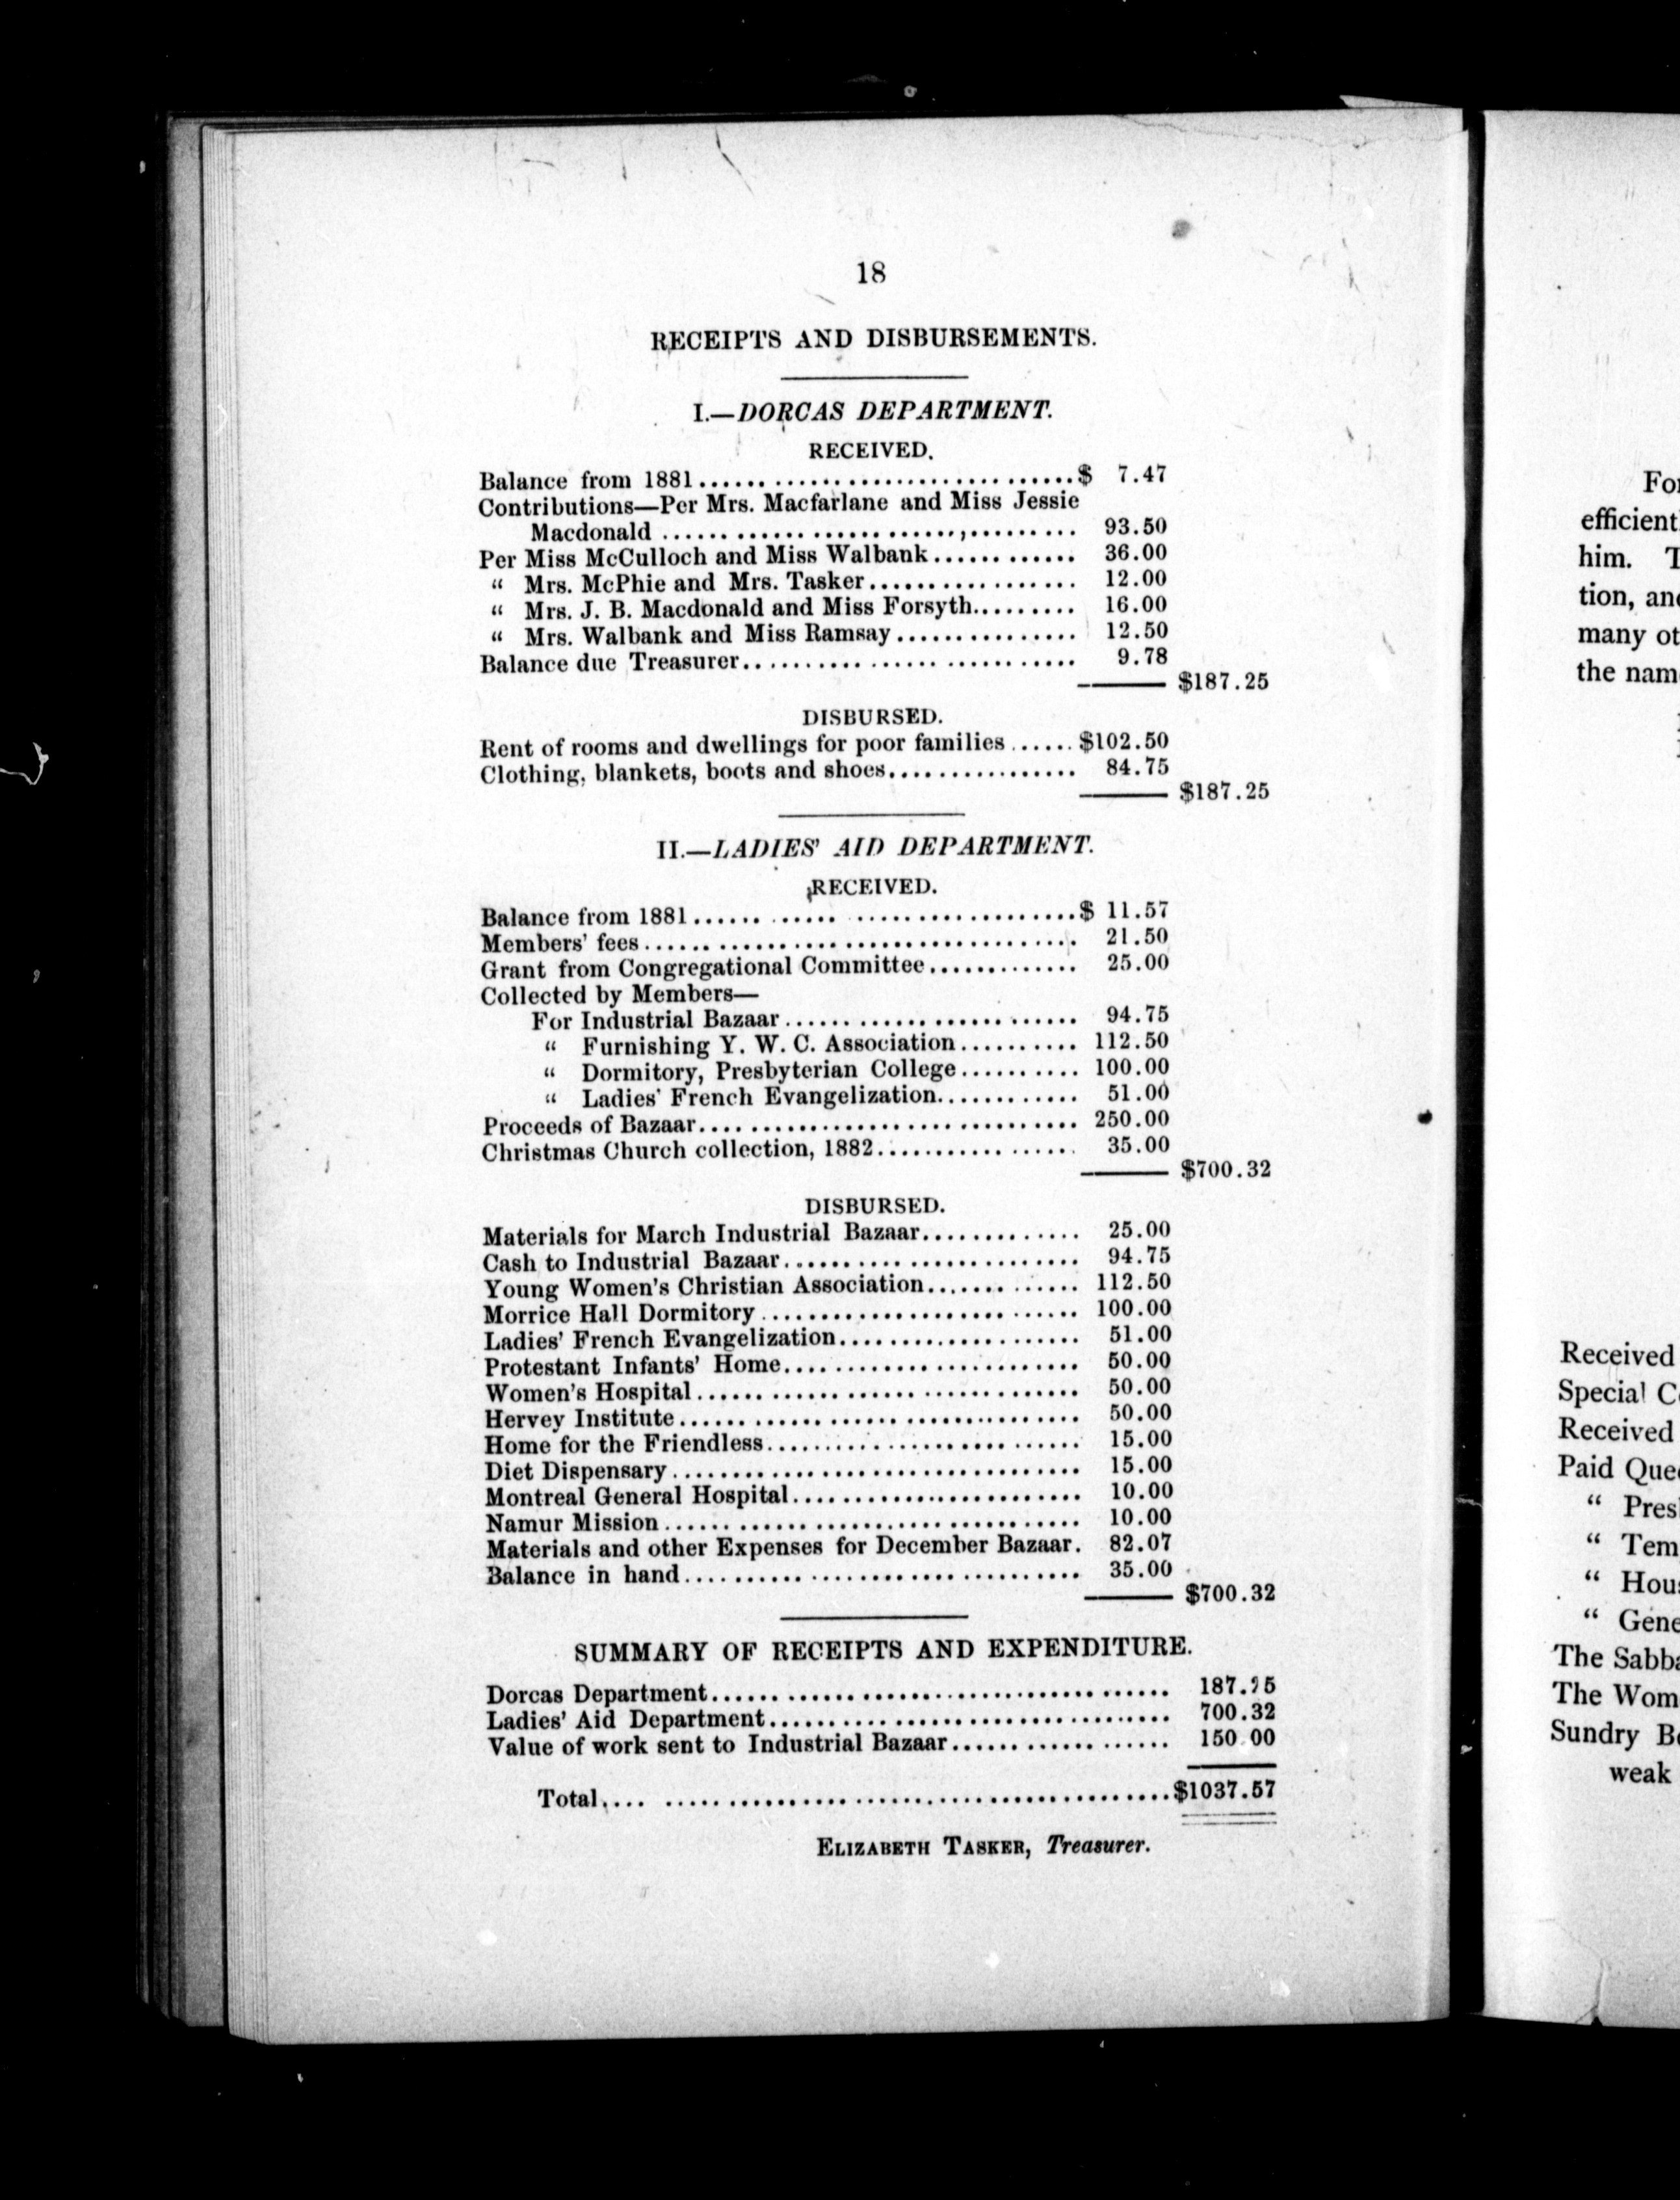 18
RECEIPTS AND DISBURSEMENTS.
I.—DORCAS DEPARTMENT.
RECEIVED.
Balance from 1881........................................$ 7.47
Contributions—Per Mrs. Macfarlane and Miss Jessie
Macdonald ........................................ 93.50
Per Miss McCulloch and Miss Walbank............ 36.00
“ Mrs. McPhie and Mrs. Tasker.................. 12.00
“ Mrs. J. B. Macdonald and Miss Forsyth......... 16.00
“ Mrs. Walbank and Miss Ramsay............... 12.50
Balance due Treasurer.............................. 9.78
$187.25
DISBURSED.
Rent of rooms and dwellings for poor families ...... $102.50
Clothing, blankets, boots and shoes................ 84.75
$187.25
II.—LADIES' AID DEPARTMENT.
RECEIVED.
Balance from 1881........................................$ 11.57
Members' fees........................................ 21.50
Grant from Congregational Committee............. 25.00
Collected by Members—
For Industrial Bazaar............................ 94.75
“ Furnishing Y. W. C. Association.......... 112.50
“ Dormitory, Presbyterian College.......... 100.00
“ Ladies' French Evangelization............ 51.00
Proceeds of Bazaar................................... 250.00
Christmas Church collection, 1882................. 35.00
$700.32
DISBURSED.
Materials for March Industrial Bazaar............. 25.00
Cash to Industrial Bazaar.......................... 94.75
Young Women's Christian Association............. 112.50
Morrice Hall Dormitory............................ 100.00
Ladies' French Evangelization.................... 51.00
Protestant Infants' Home.......................... 50.00
Women's Hospital................................... 50.00
Hervey Institute.................................... 50.00
Home for the Friendless........................... 15.00
Diet Dispensary..................................... 15.00
Montreal General Hospital......................... 10.00
Namur Mission....................................... 10.00
Materials and other Expenses for December Bazaar. 82.07
Balance in hand..................................... 35.00
$700.32
SUMMARY OF RECEIPTS AND EXPENDITURE.
Dorcas Department........................................ 187.25
Ladies' Aid Department................................... 700.32
Value of work sent to Industrial Bazaar................... 150.00
Total.... ................................................$1037.57
ELIZABETH TASKER, Treasurer.
efficient
him.
tion,
many
the
Received
Special
Received
Paid
“
“
“
“
The
The
Sundry
weak